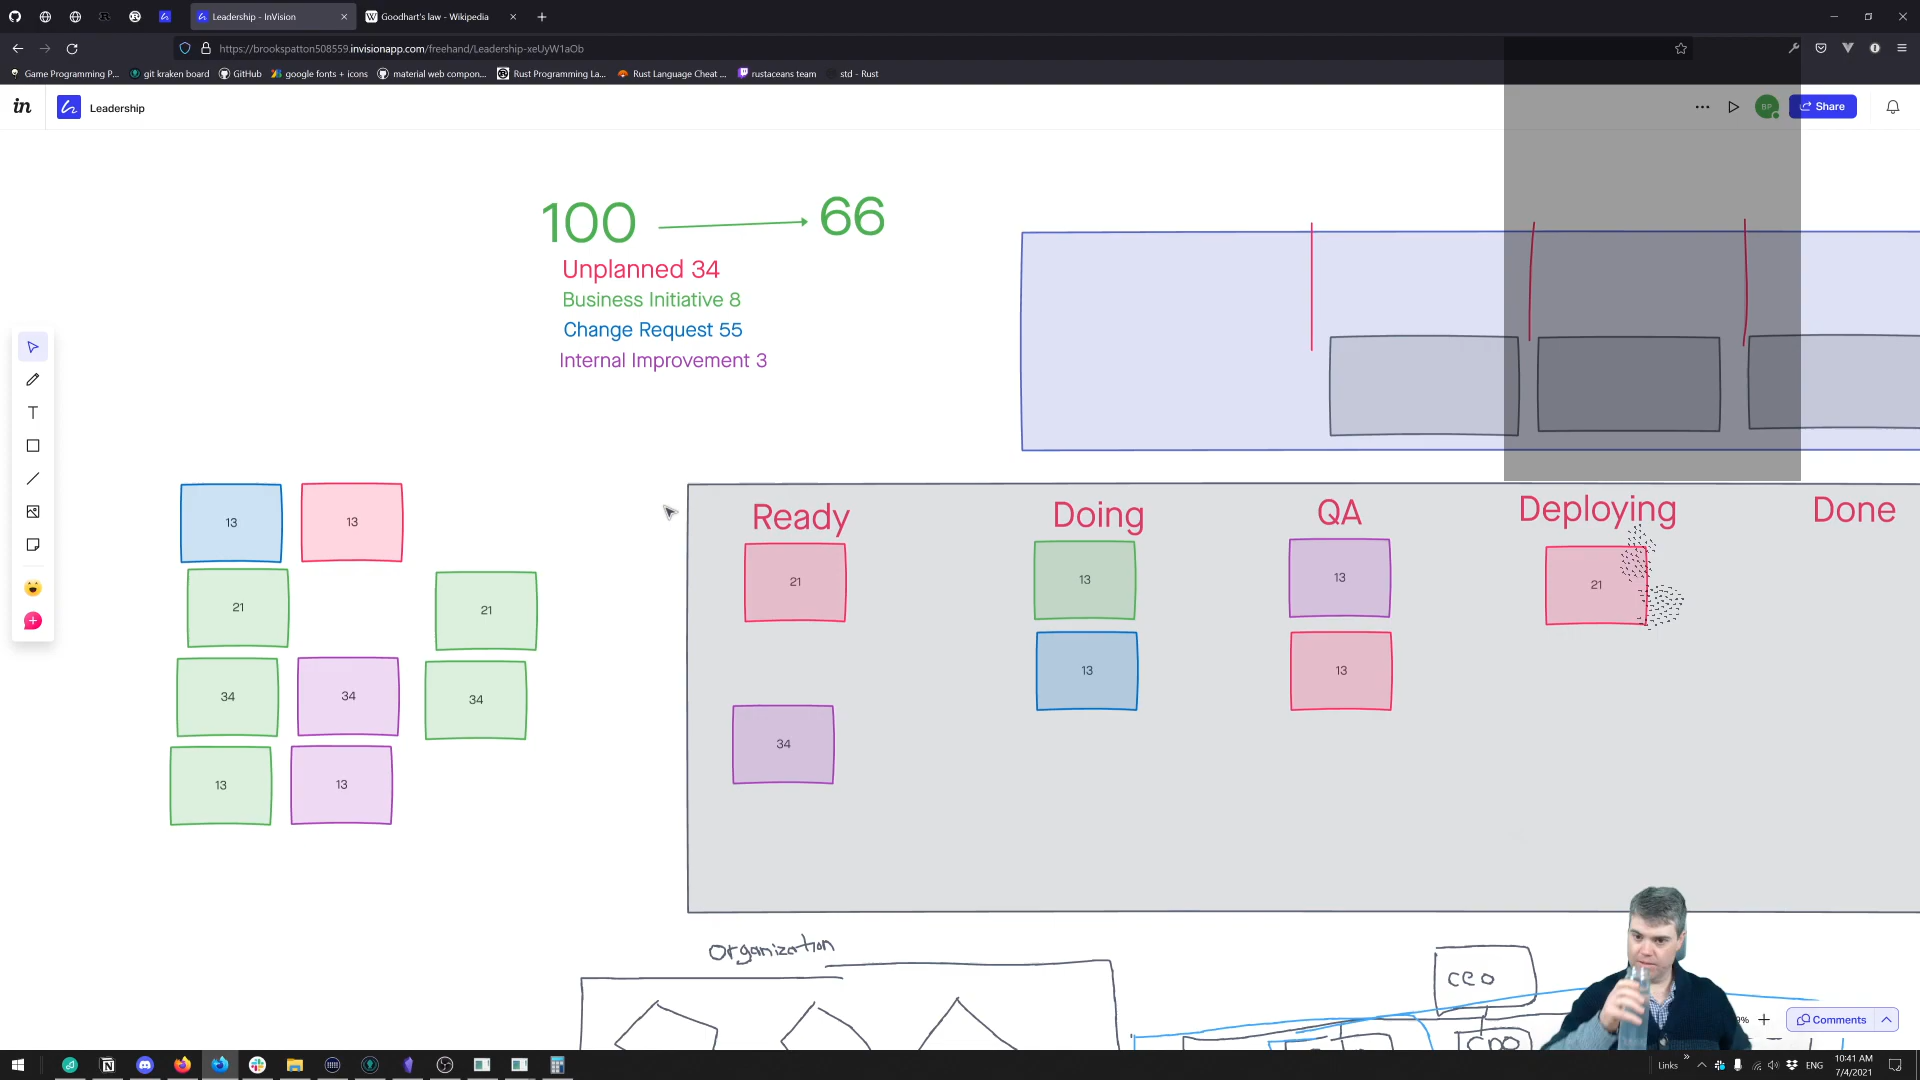 Leadership - InVision
Goodhart's law - Wikipedia
https://brookspatton508559.invisionapp.com/freehand/Leadership-xeUyW1aOb
Game Programming P...
git kraken board
GitHub
google fonts + icons
material web compon...
Rust Programming La...
Rust Language Cheat ...
rustaceans team
std - Rust
in
Leadership
BP
Share
100
66
Unplanned 34
Business Initiative 8
Change Request 55
Internal Improvement 3
T
Ready
Doing
QA
Deploying
Done
13
13
21
21
34
34
34
13
13
21
34
13
13
13
13
21
Organization
ceo
CDO
9%
Comments
Links
ENG
10:41 AM
7/4/2021